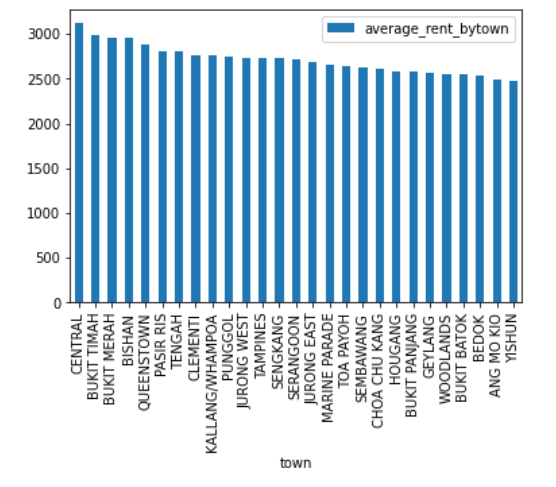 average_rent_bytown
3000
2500
2000
1500
1000
500
0
CENTRAL
BUKIT TIMAH
BUKIT MERAH
BISHAN
QUEENSTOWN
PASIR RIS
TENGAH
CLEMENTI
KALLANG/WHAMPOA
PUNGGOL
JURONG WEST
TAMPINES
SENGKANG
SERANGOON
JURONG EAST
MARINE PARADE
TOA PAYOH
SEMBAWANG
CHOA CHU KANG
HOUGANG
BUKIT PANJANG
GEYLANG
WOODLANDS
BUKIT BATOK
BEDOK
ANG MO KIO
YISHUN
town